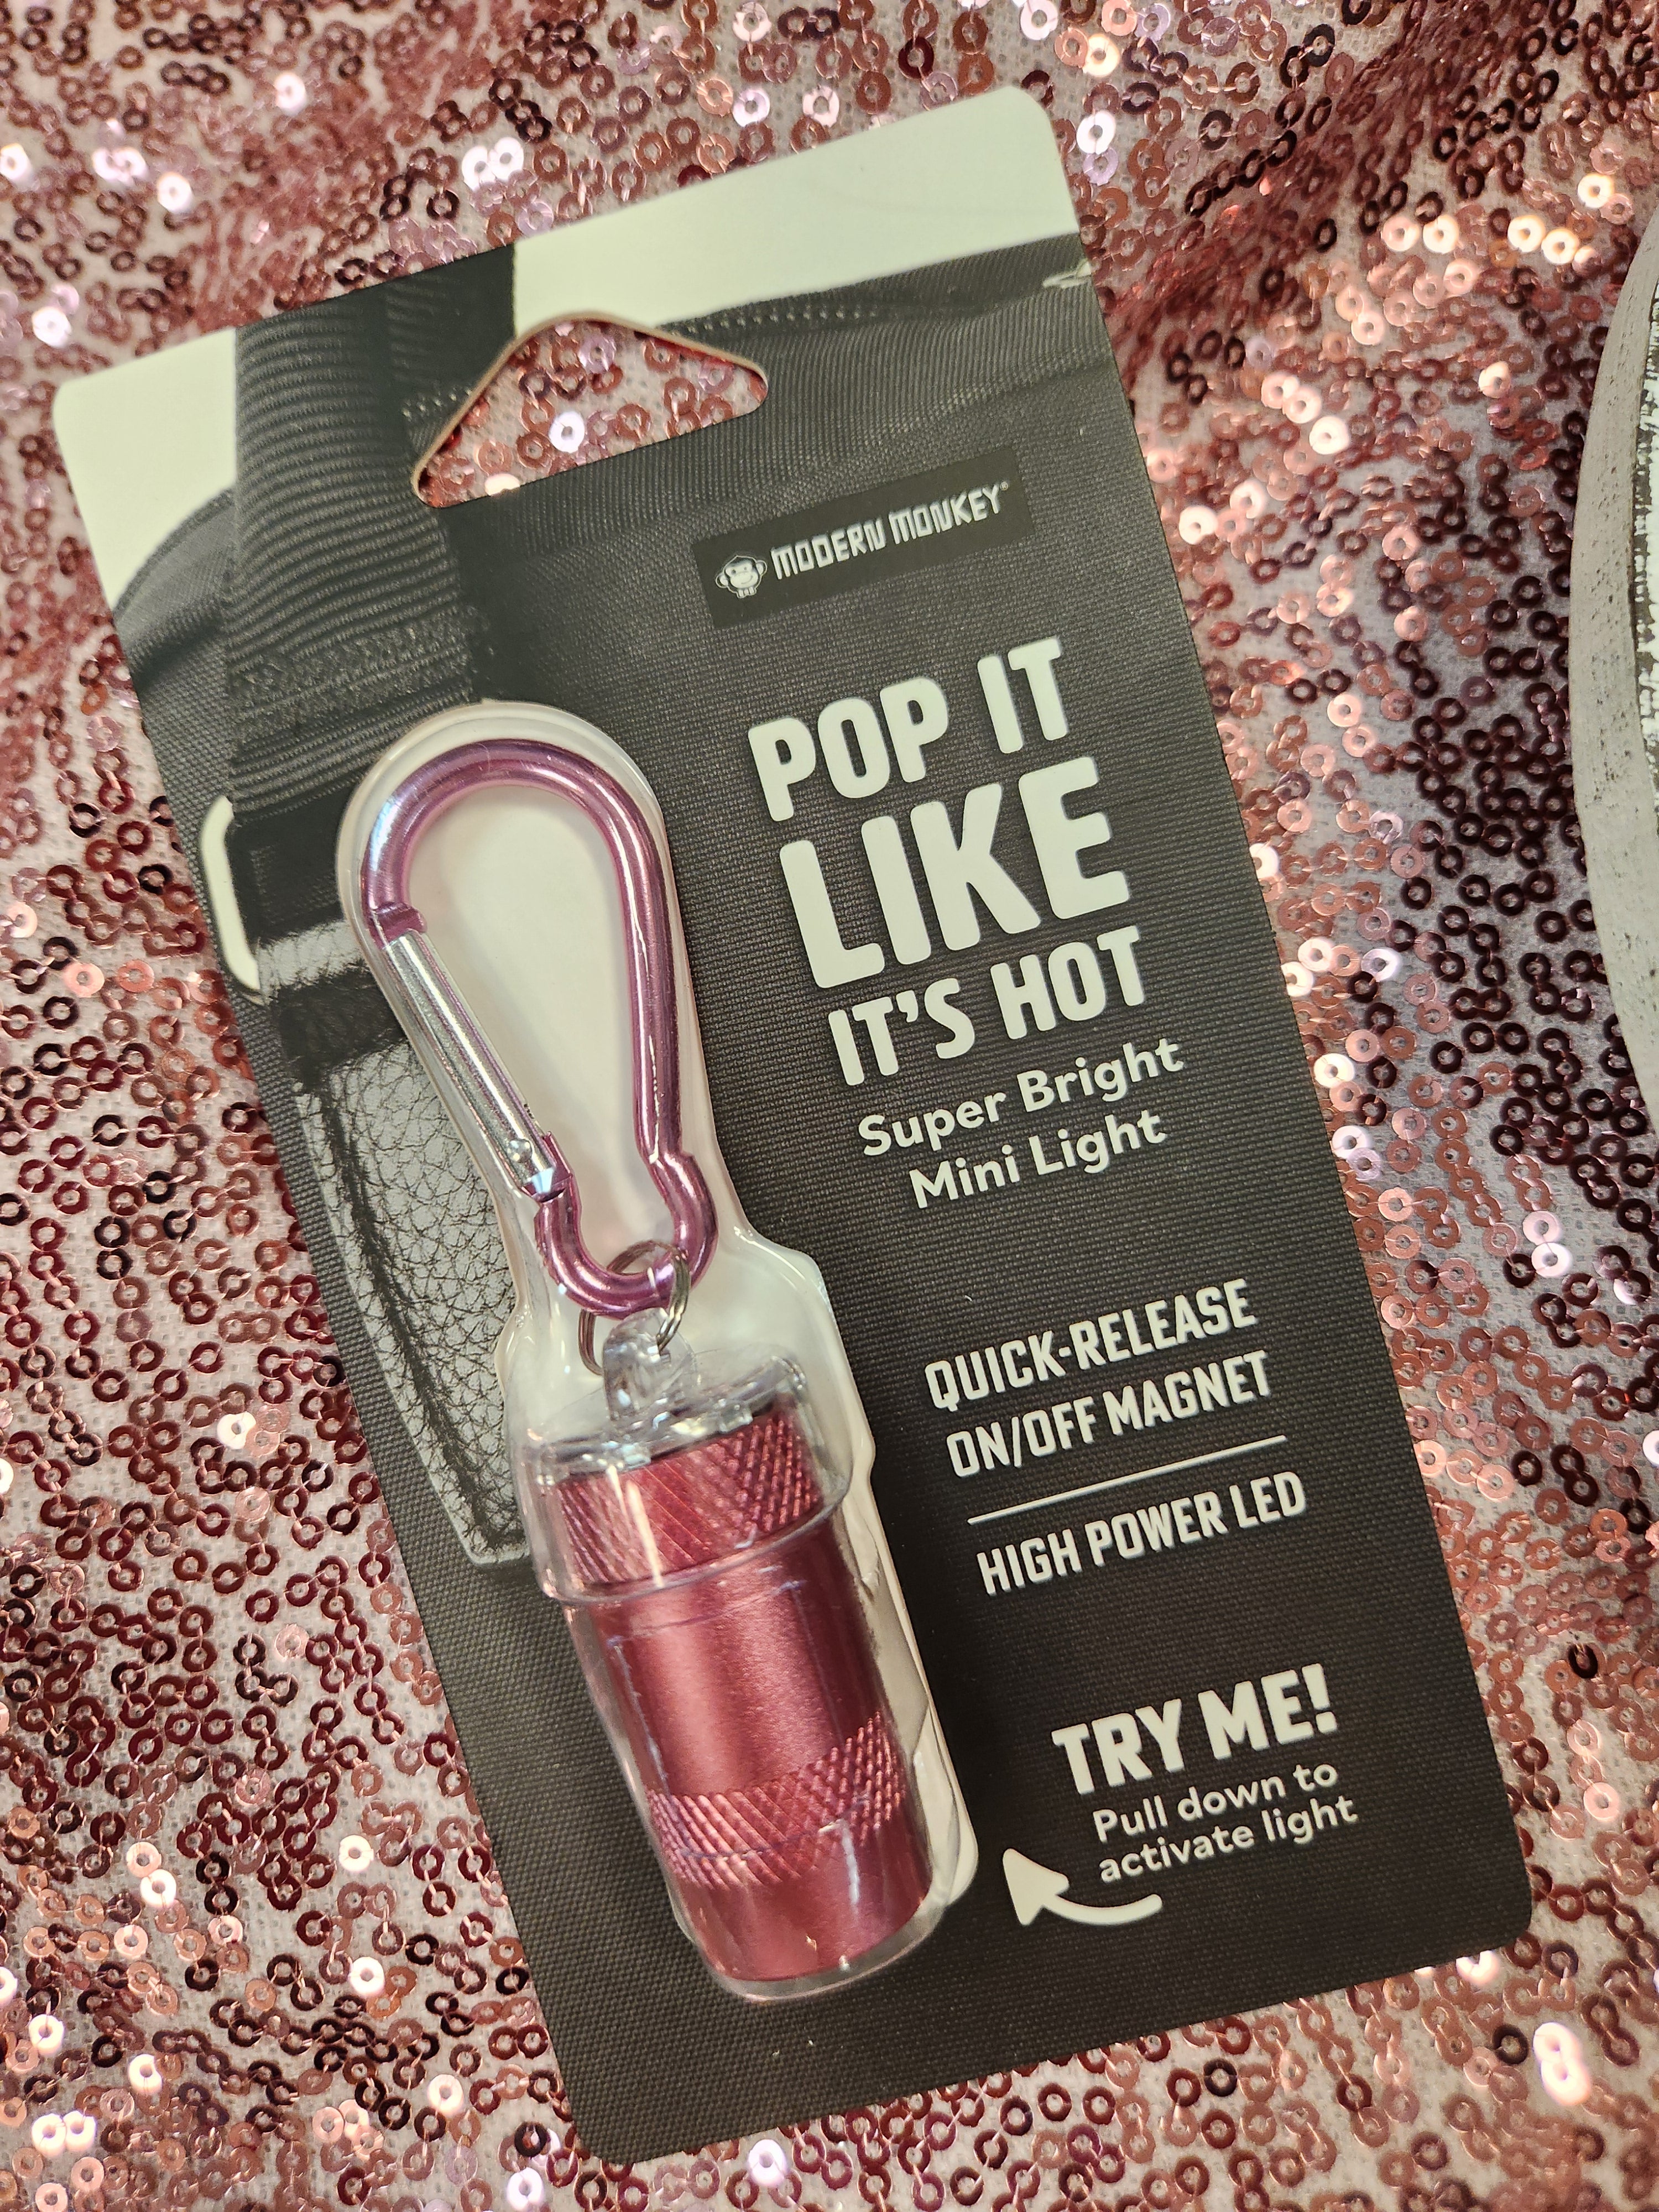 MODERN MONKEY®
POP IT
LIKE
IT'S HOT
Super Bright
Mini Light
QUICK-RELEASE
ON/OFF MAGNET
HIGH POWER LED
TRY ME!
Pull down to
activate light